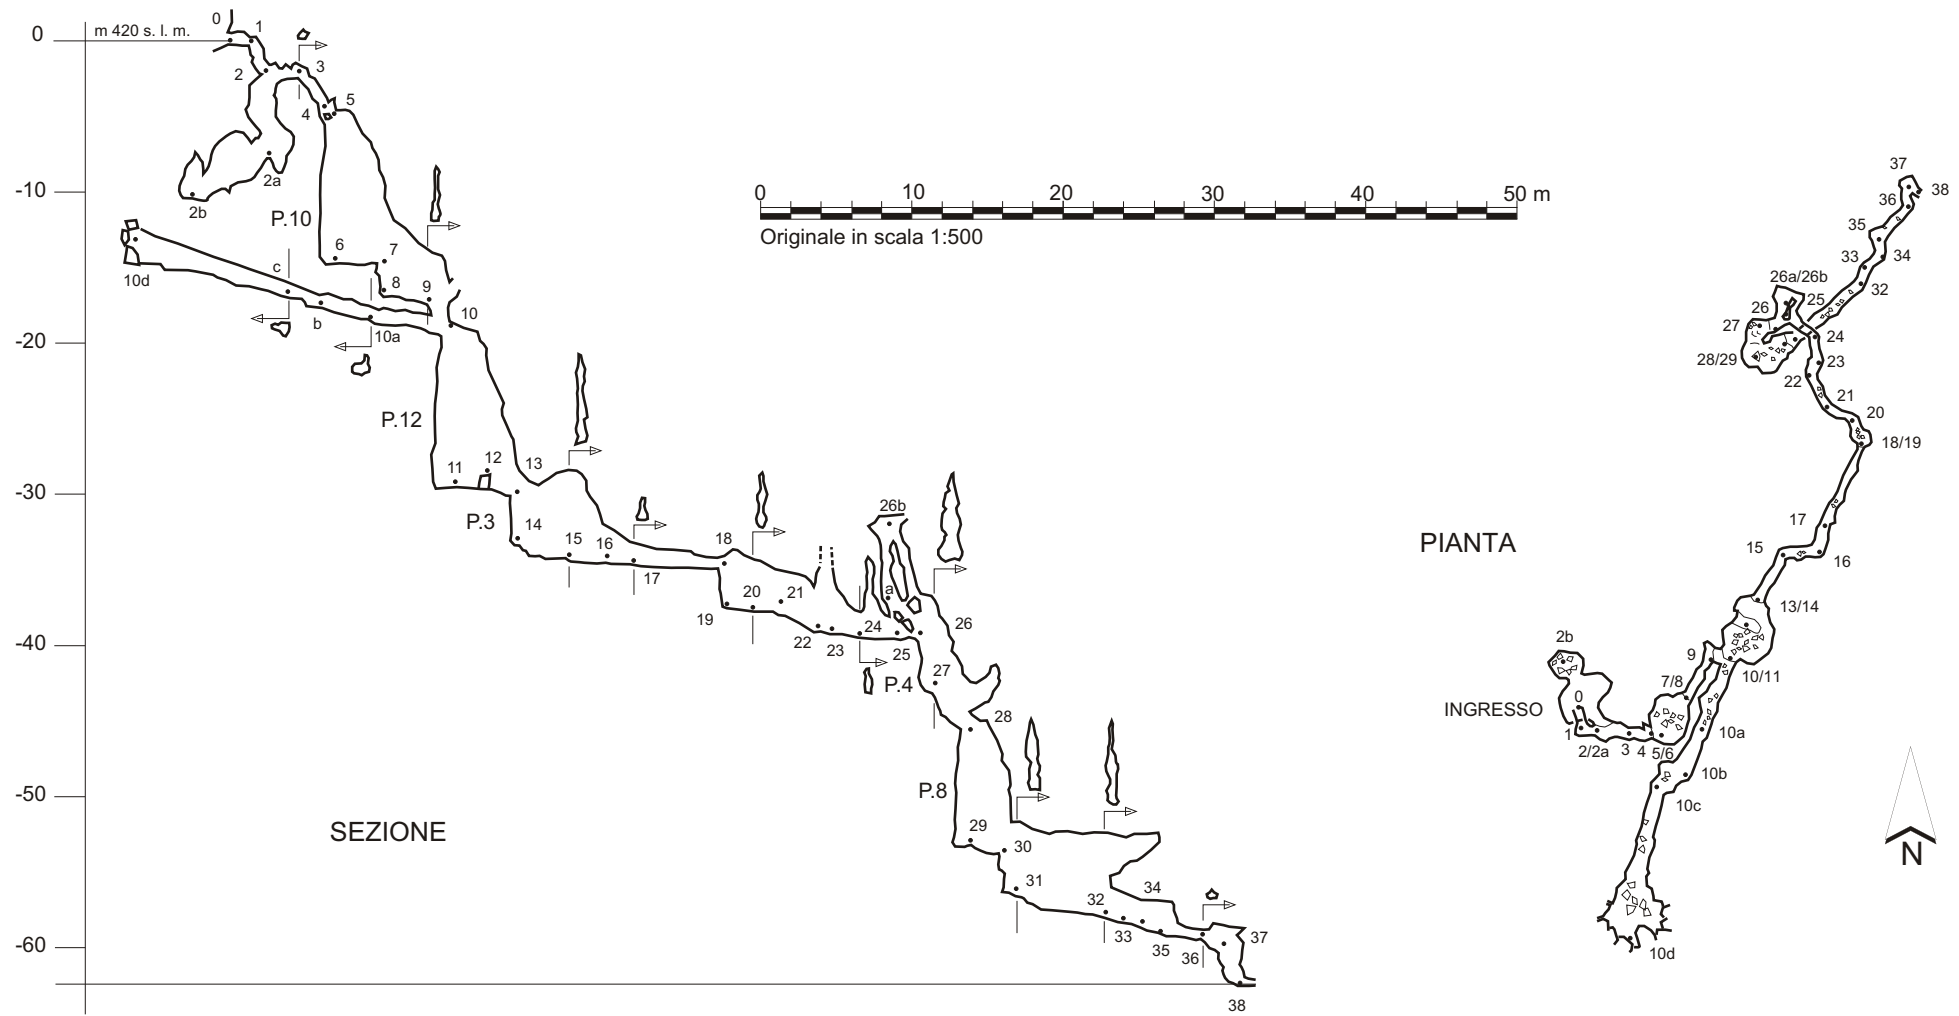 0
m 420 s. l. m.
0
1
2
3
4
5
2a
2b
-10
P.10
6
7
8
9
10
c
b
10a
10d
-20
P.12
11
12
13
-30
P.3
14
15
16
17
18
19
20
21
22
23
24
25
26b
a
26
-40
P.4
27
28
-50
P.8
29
30
31
32
33
34
35
36
37
38
-60
SEZIONE
0 10 20 30 40 50 m
Originale in scala 1:500
PIANTA
37
38
36
35
34
33
32
26a/26b
25
26
27
24
28/29
23
22
21
20
18/19
17
15
16
13/14
2b
9
10/11
7/8
INGRESSO
0
1
2/2a
3
4
5/6
10a
10b
10c
10d
N